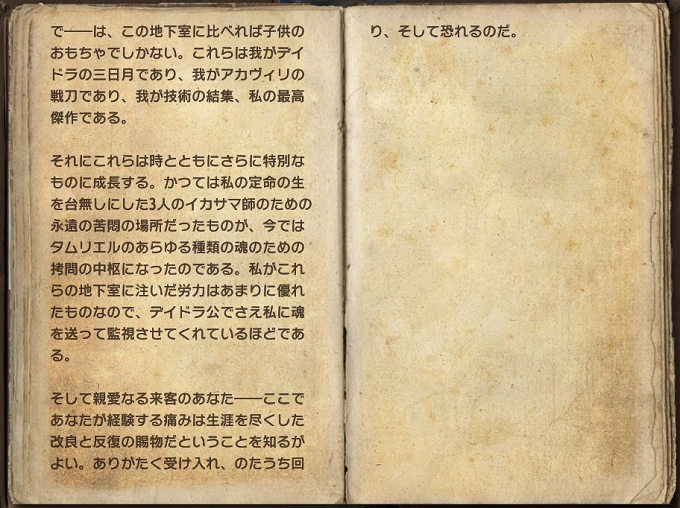 で――は、この地下室に比べれば子供の
おもちゃでしかない。これらは我がデイ
ドラの三日月であり、我がアカヴィリの
戦刀であり、我が技術の結集、私の最高
傑作である。
それにこれらは時とともにさらに特別な
ものに成長する。かつては私の定命の生
を台無しにした3人のイカサマ師のための
永遠の苦悶の場所だったものが、今では
タムリエルのあらゆる種類の魂のための
拷問の中枢になったのである。私がこれ
らの地下室に注いだ労力はあまりに優れ
たものなので、デイドラ公でさえ私に魂
を送って監視させてくれているほどであ
る。
そして親愛なる来客のあなた――ここで
あなたが経験する痛みは生涯を尽くした
改良と反復の賜物だということを知るが
よい。ありがたく受け入れ、のたうち回
り、そして恐れるのだ。